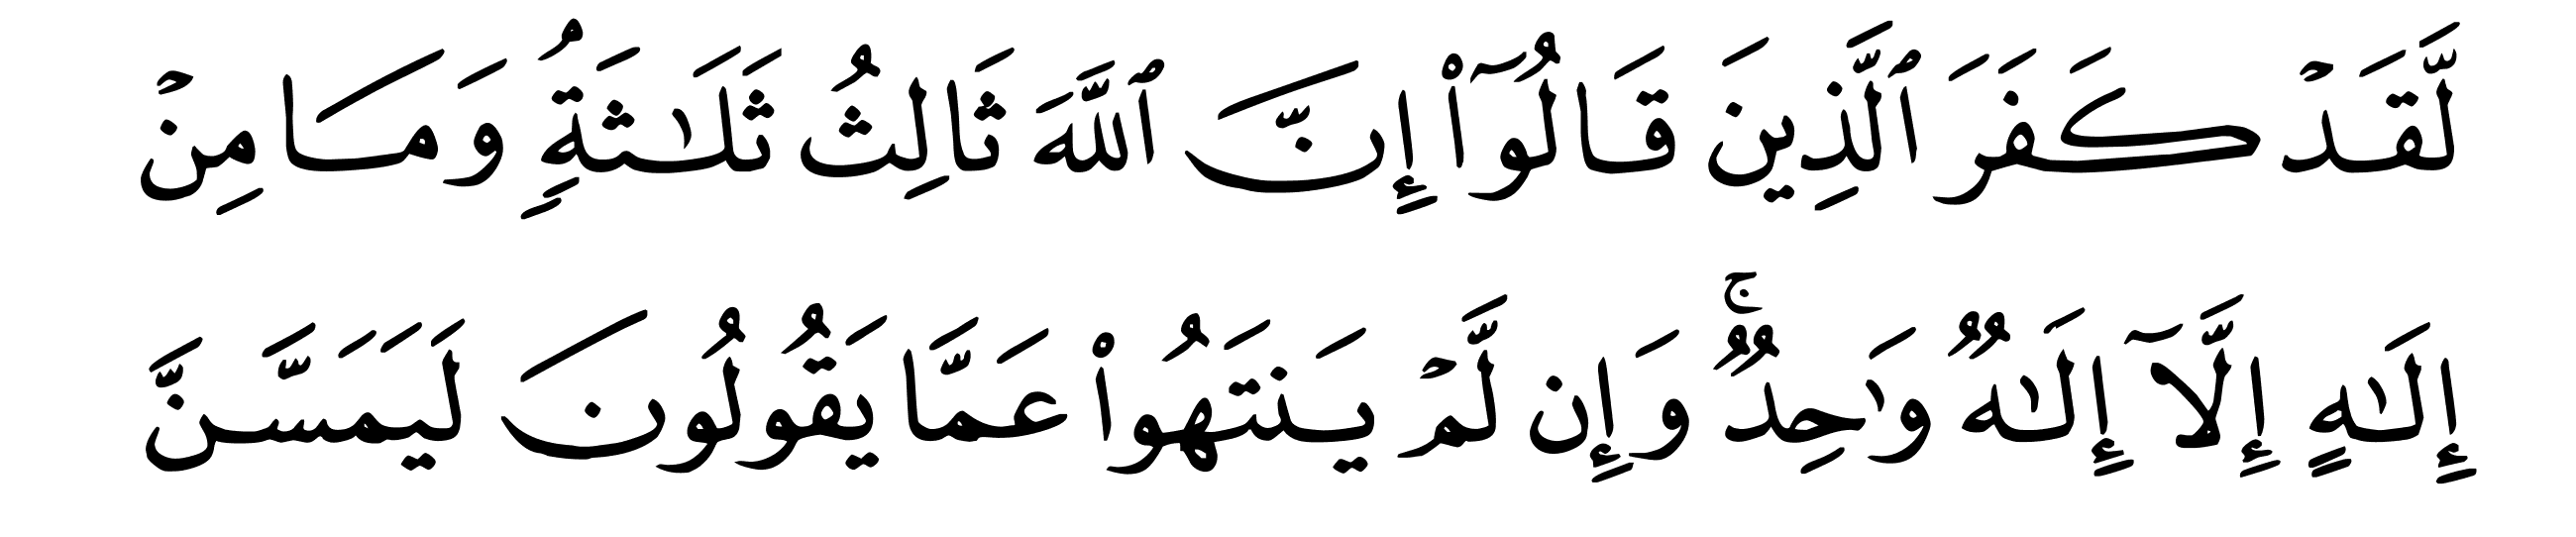 لَّقَدۡ كَفَرَ ٱلَّذِينَ قَالُوٓاْ إِنَّ ٱللَّهَ ثَالِثُ ثَلَٰثَةٖۘ وَمَا مِنۡ
إِلَٰهٍ إِلَّآ إِلَٰهٞ وَٰحِدٞۚ وَإِن لَّمۡ يَنتَهُواْ عَمَّا يَقُولُونَ لَيَمَسَّنَّ